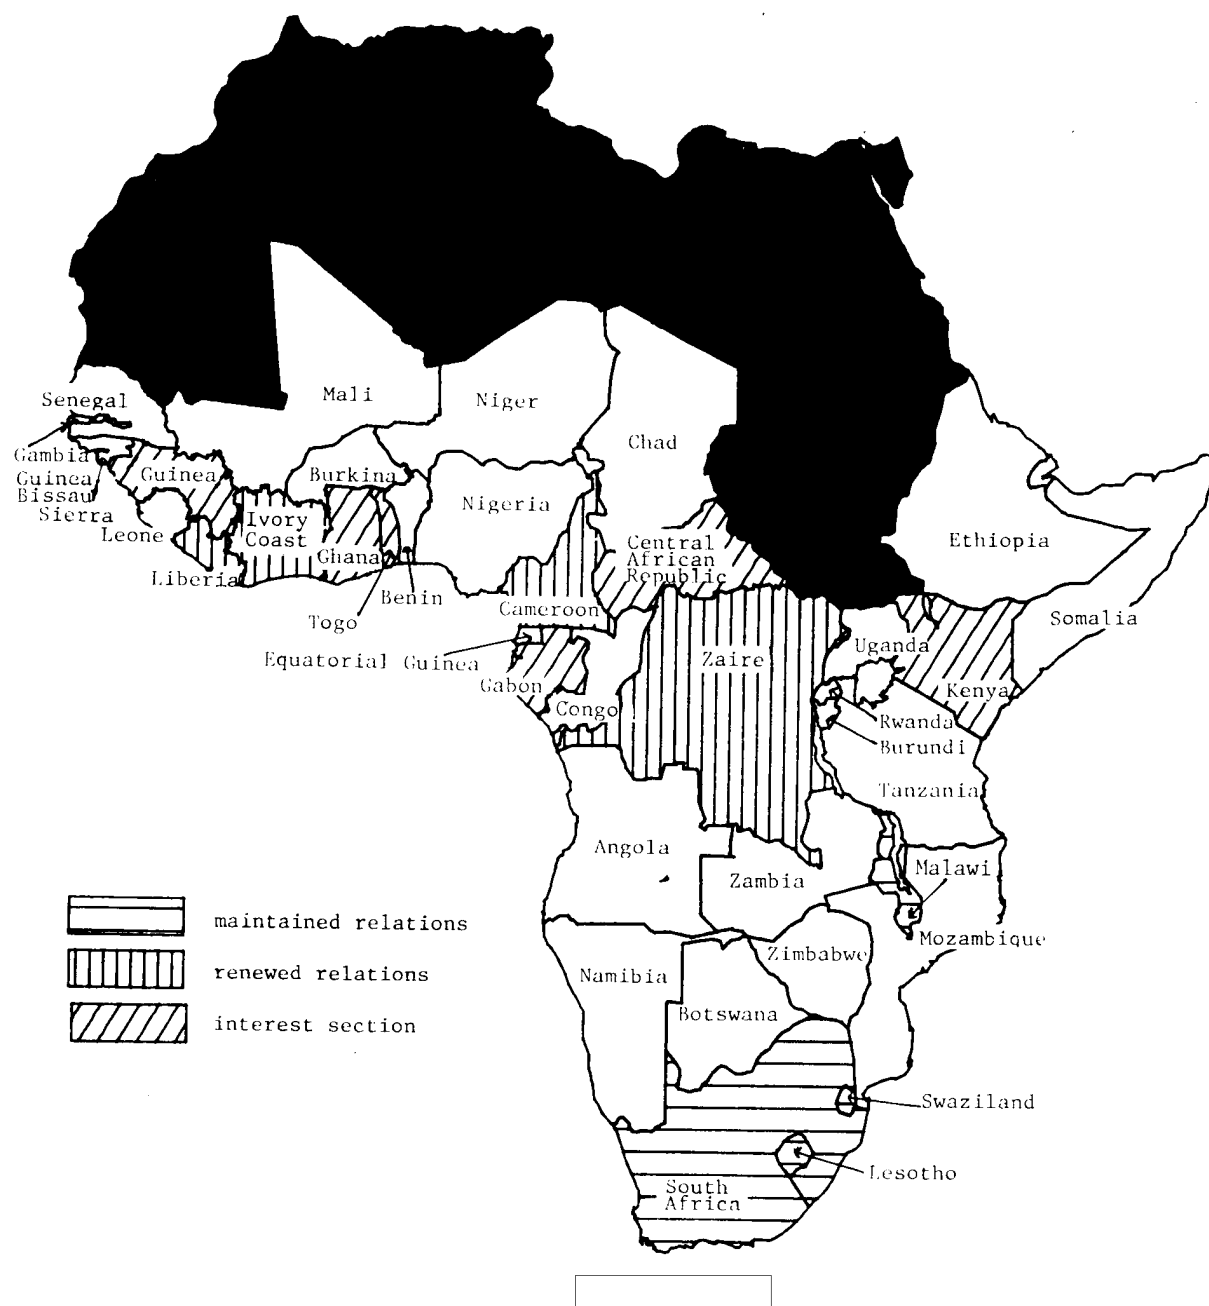 Mali
Senegal
Niger
Chad
Gambia
Guinea
Bissau
Guinea
Burkina
Nigeria
Sierra
Leone
Ivory
Coast
Ghana
Liberia
Central
African
Republic
Ethiopia
Benin
Togo
Cameroon
Somalia
Equatorial Guinea
Zaire
Uganda
Gabon
Kenya
Congo
Rwanda
Burundi
Tanzania
Angola
Malawi
Zambia
Mozambique
Zimbabwe
Namibia
Botswana
maintained relations
renewed relations
interest section
Swaziland
Lesotho
South
Africa